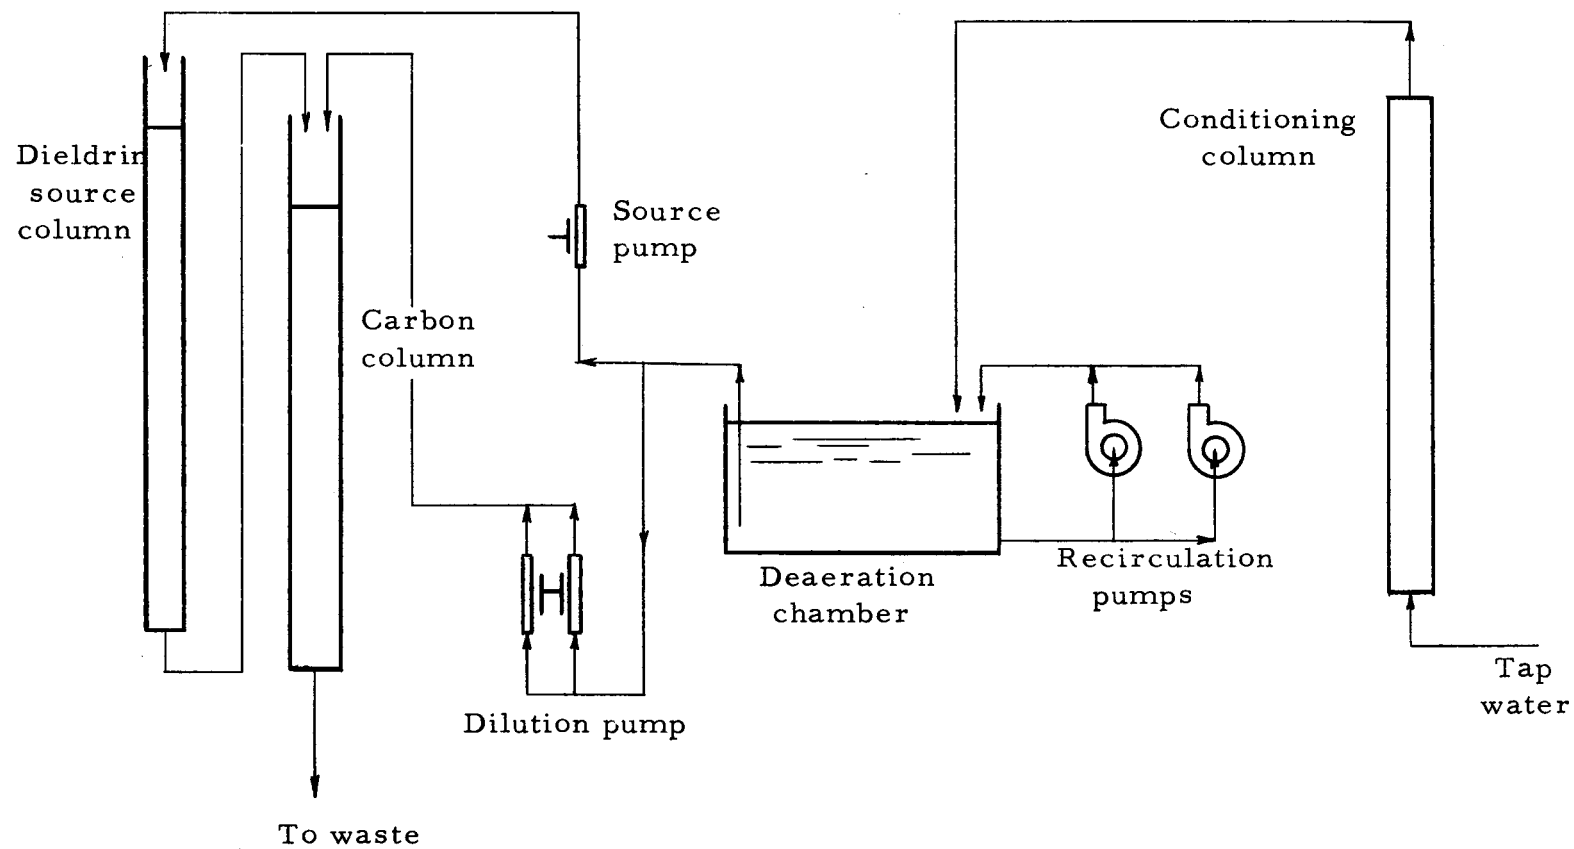 Dieldrin
source
column
Source
pump
Conditioning
column
Carbon
column
Deaeration
chamber
Recirculation
pumps
Tap
water
Dilution pump
To waste